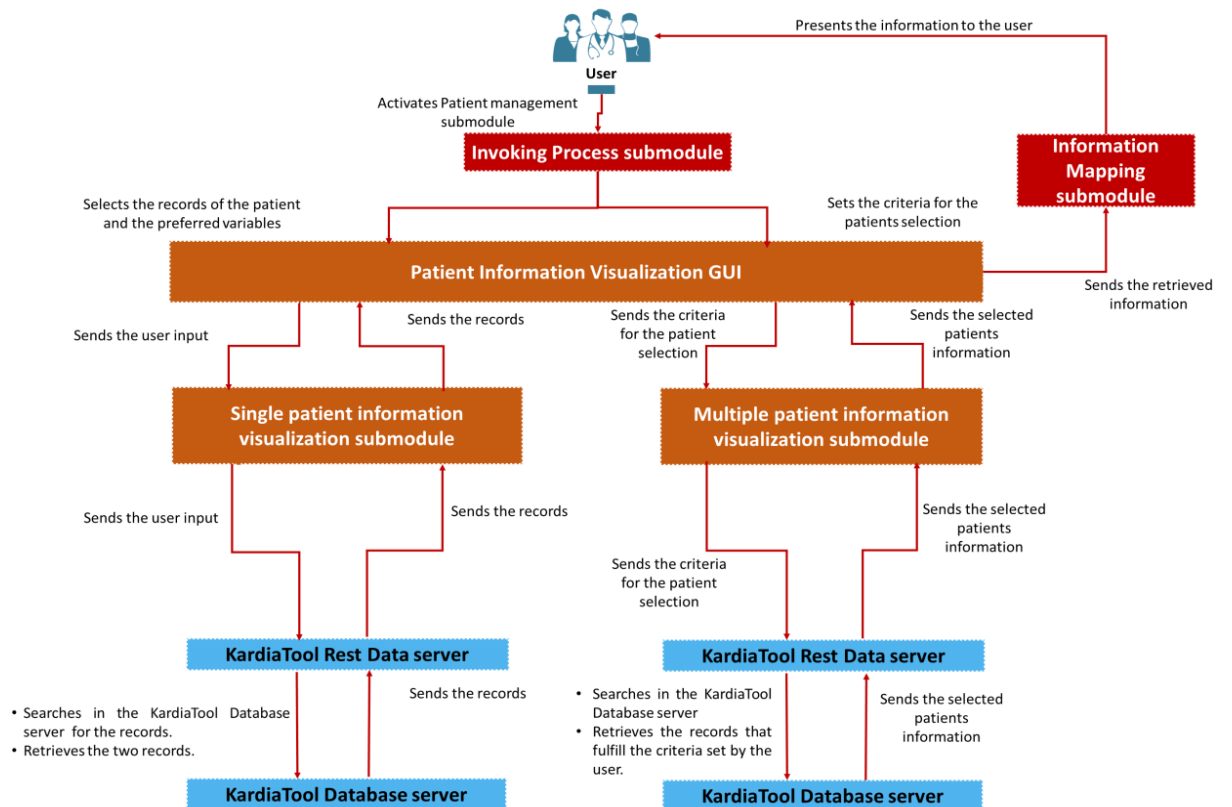 Presents the information to the user
User
Activates Patient management
submodule
Invoking Process submodule
Information
Mapping
submodule
Selects the records of the patient
and the preferred variables
Sets the criteria for the
patients selection
Patient Information Visualization GUI
Sends the retrieved
information
Sends the user input
Sends the records
Sends the criteria
for the patient
selection
Sends the selected
patients
information
Single patient information
visualization submodule
Multiple patient information
visualization submodule
Sends the user input
Sends the records
Sends the criteria
for the patient
selection
Sends the selected
patients
information
KardiaTool Rest Data server
KardiaTool Rest Data server
• Searches in the KardiaTool Database
server for the records.
• Retrieves the two records.
Sends the records
• Searches in the KardiaTool
Database server
• Retrieves the records that
fulfill the criteria set by the
user.
Sends the selected
patients
information
KardiaTool Database server
KardiaTool Database server